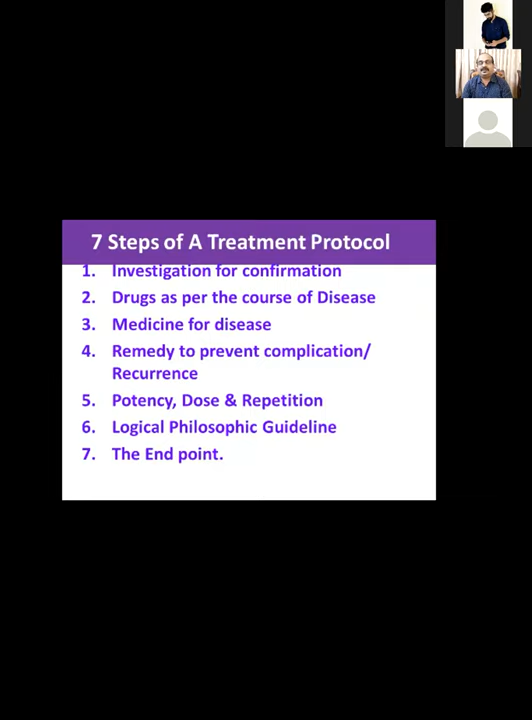 7 Steps of A Treatment Protocol
1. Investigation for confirmation
2. Drugs as per the course of Disease
3. Medicine for disease
4. Remedy to prevent complication/
Recurrence
5. Potency, Dose & Repetition
6. Logical Philosophic Guideline
7. The End point.